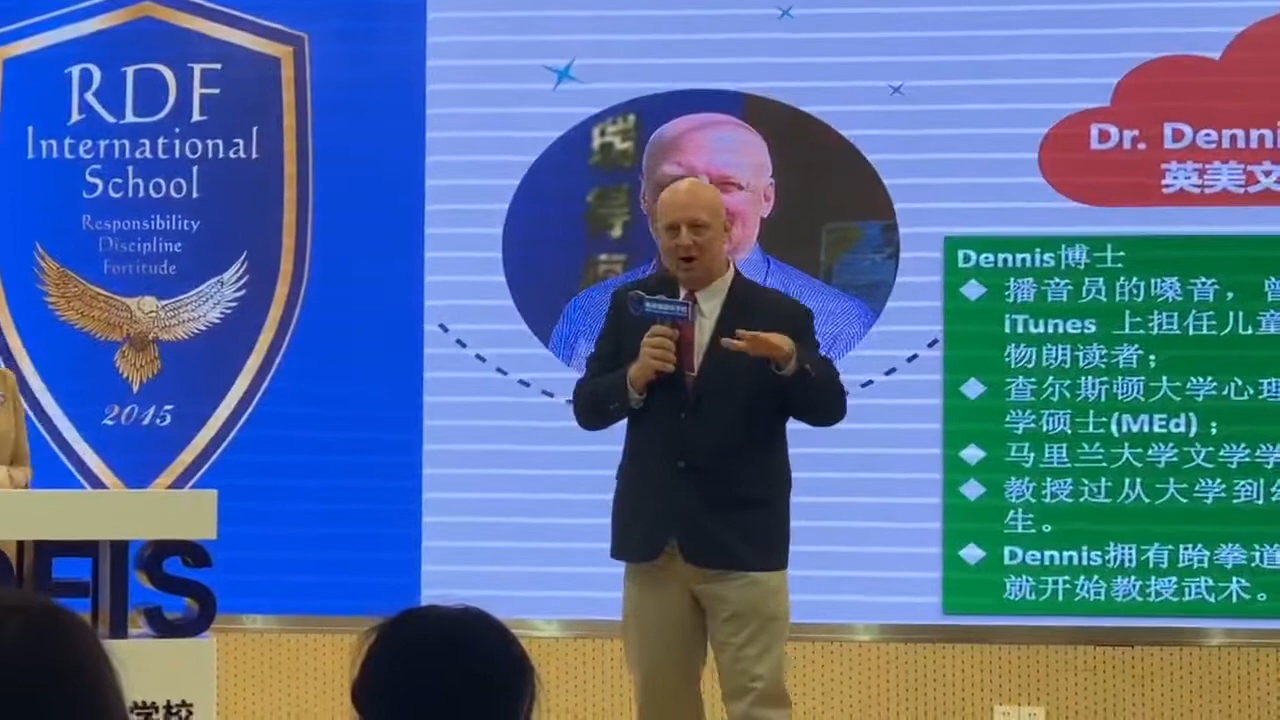 RDF
International
School
Responsibility
Discipline
Fortitude
2015
Dr. Denni
英美文
Dennis博士
播音员的嗓音，曾
iTunes 上担任儿童
物朗读者；
查尔斯顿大学心理
学硕士(MEd)；
马里兰大学文学学
教授过从大学到幼
生。
Dennis拥有跆拳道
就开始教授武术。
FIS
学校